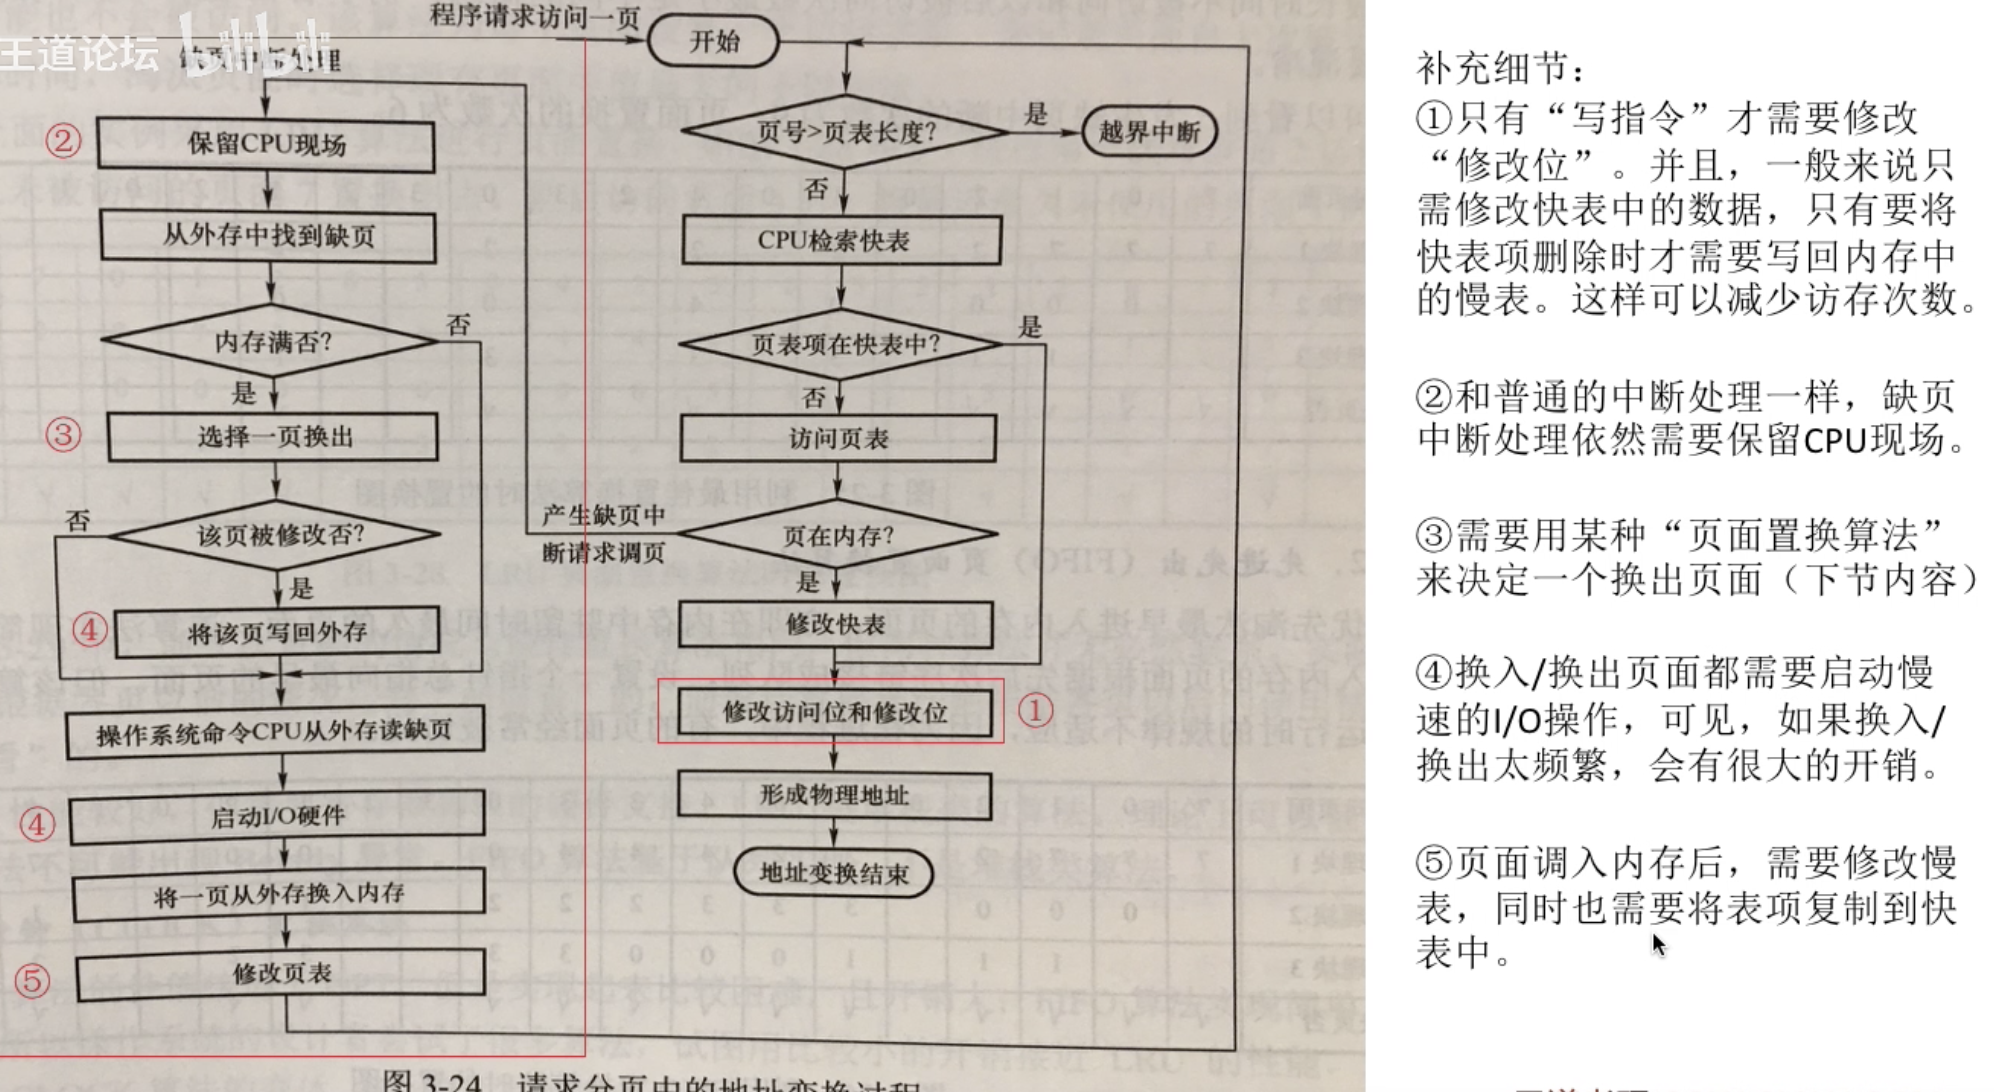 王道论坛
程序请求访问一页
开始
缺页中断处理
②
保留CPU现场
从外存中找到缺页
内存满否?
否
是
③
选择一页换出
该页被修改否?
否
是
④
将该页写回外存
操作系统命令CPU从外存读缺页
④
启动I/O硬件
将一页从外存换入内存
⑤
修改页表
页号>页表长度?
是
越界中断
否
CPU检索快表
页表项在快表中?
是
否
访问页表
产生缺页中
断请求调页
页在内存?
是
修改快表
修改访问位和修改位
①
形成物理地址
地址变换结束
图 3-24 请求分页中的地址变换过程
补充细节：
①只有“写指令”才需要修改
“修改位”。并且，一般来说只
需修改快表中的数据，只有要将
快表项删除时才需要写回内存中
的慢表。这样可以减少访存次数。
②和普通的中断处理一样，缺页
中断处理依然需要保留CPU现场。
③需要用某种“页面置换算法”
来决定一个换出页面（下节内容）
④换入/换出页面都需要启动慢
速的I/O操作，可见，如果换入/
换出太频繁，会有很大的开销。
⑤页面调入内存后，需要修改慢
表，同时也需要将表项复制到快
表中。